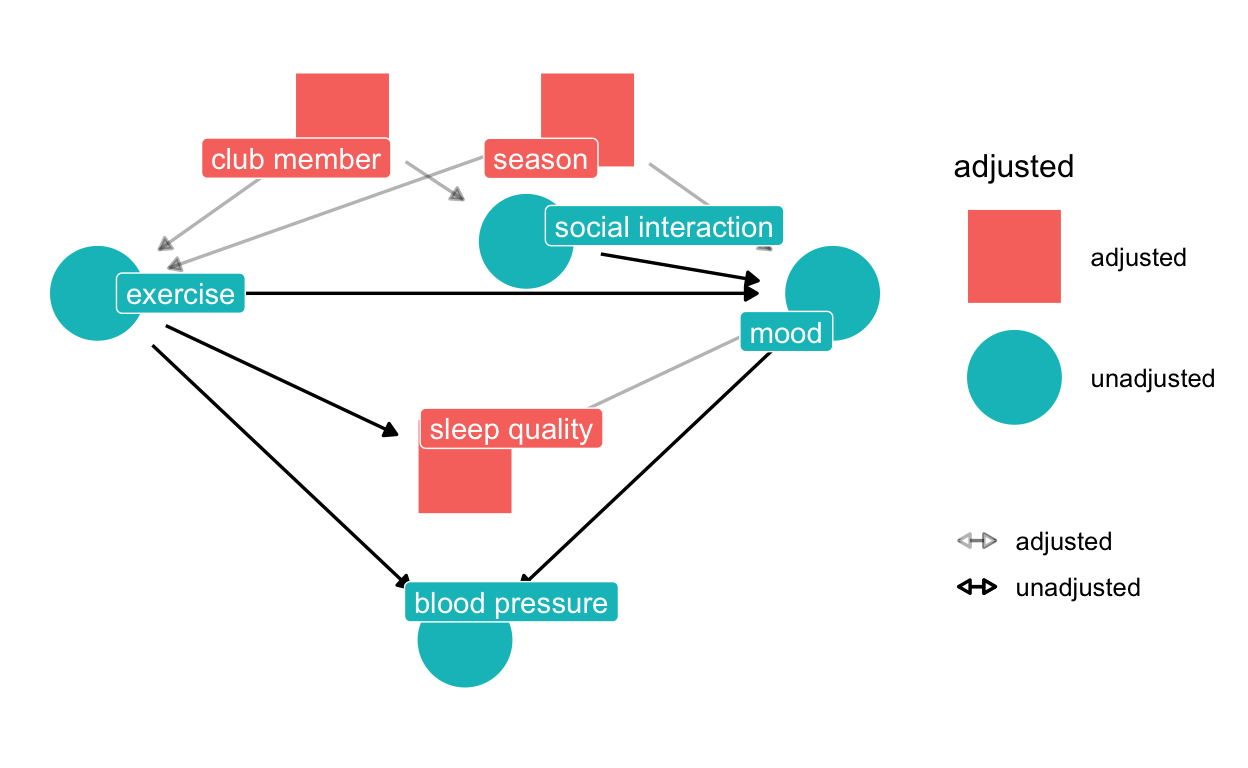 club member
season
social interaction
exercise
mood
sleep quality
blood pressure
adjusted
adjusted
unadjusted
adjusted
unadjusted